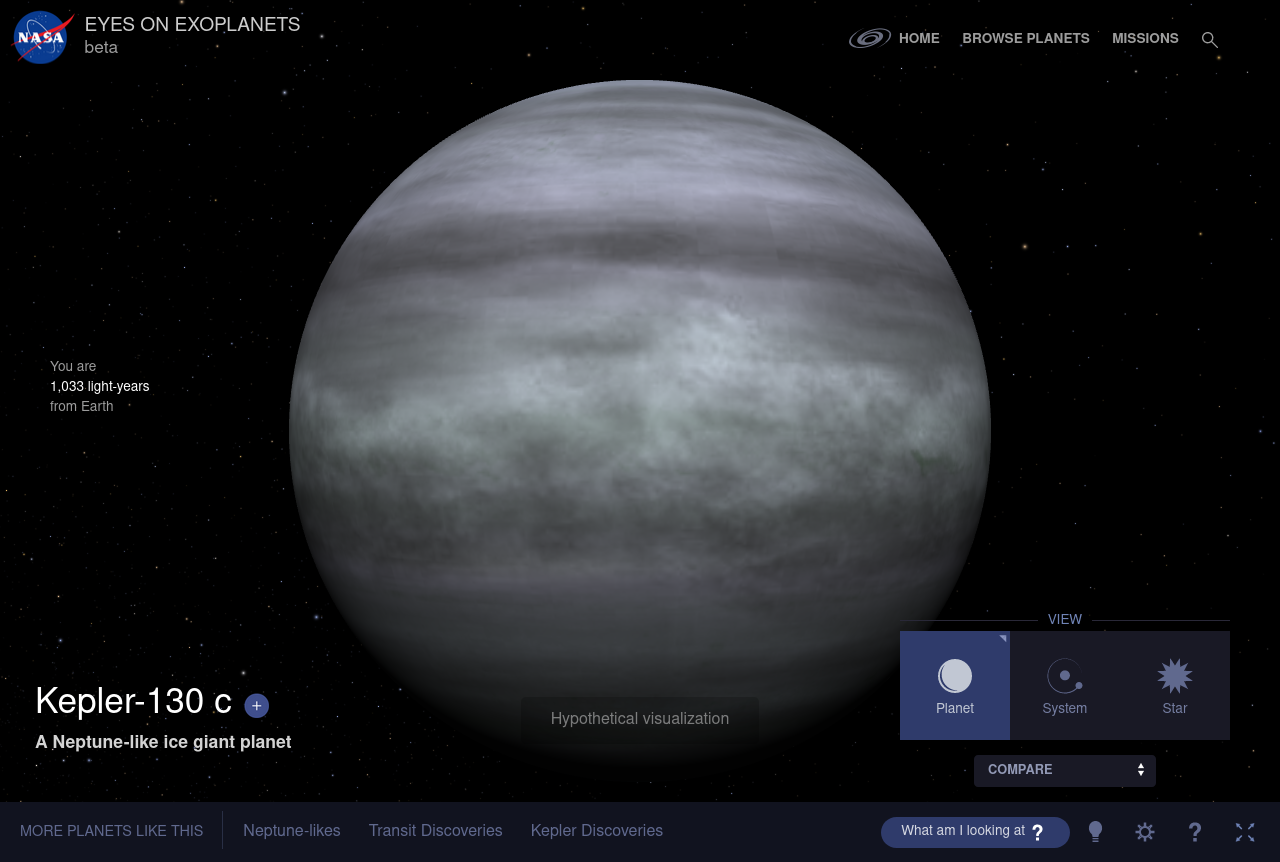 NASA
EYES ON EXOPLANETS
beta
HOME
BROWSE PLANETS
MISSIONS
You are
1,033 light-years
from Earth
Kepler-130 c +
A Neptune-like ice giant planet
Hypothetical visualization
VIEW
Planet
System
Star
COMPARE
MORE PLANETS LIKE THIS
Neptune-likes
Transit Discoveries
Kepler Discoveries
What am I looking at ?
?